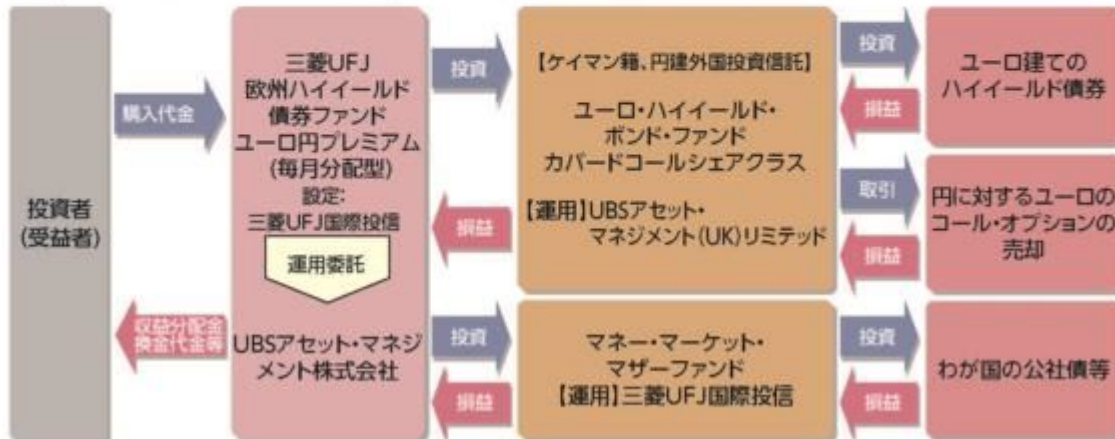 投資者
(受益者)
購入代金
収益分配金
換金代金等
三菱UFJ
欧州ハイイールド
債券ファンド
ユーロ円プレミアム
(毎月分配型)
設定:
三菱UFJ国際投信
運用委託
UBSアセット・マネジ
メント株式会社
投資
損益
投資
損益
【ケイマン籍、円建外国投資信託】
ユーロ・ハイイールド・
ボンド・ファンド
カバードコールシェアクラス
【運用】UBSアセット・
マネジメント(UK)リミテッド
マネー・マーケット・
マザーファンド
【運用】三菱UFJ国際投信
投資
損益
取引
損益
投資
損益
ユーロ建ての
ハイイールド債券
円に対するユーロの
コール・オプションの
売却
わが国の公社債等